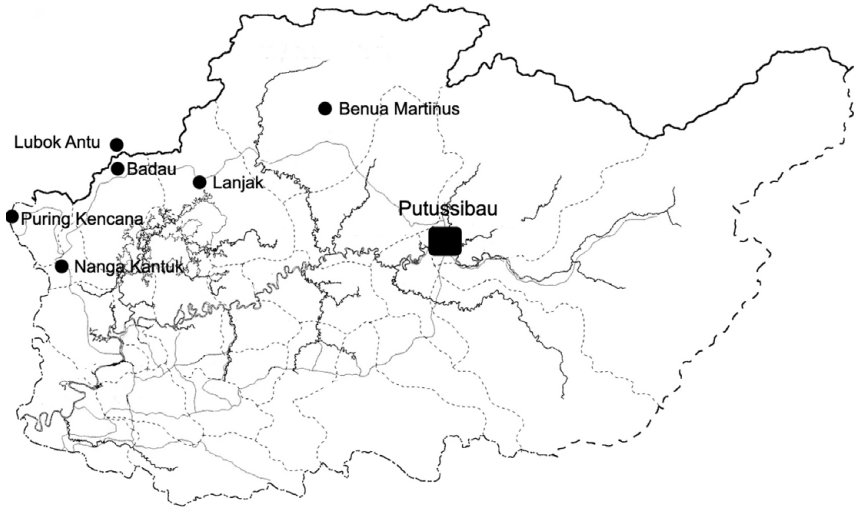 Benua Martinus
Lubok Antu
Badau
Lanjak
Putussibau
Puring Kencana
Nanga Kantuk